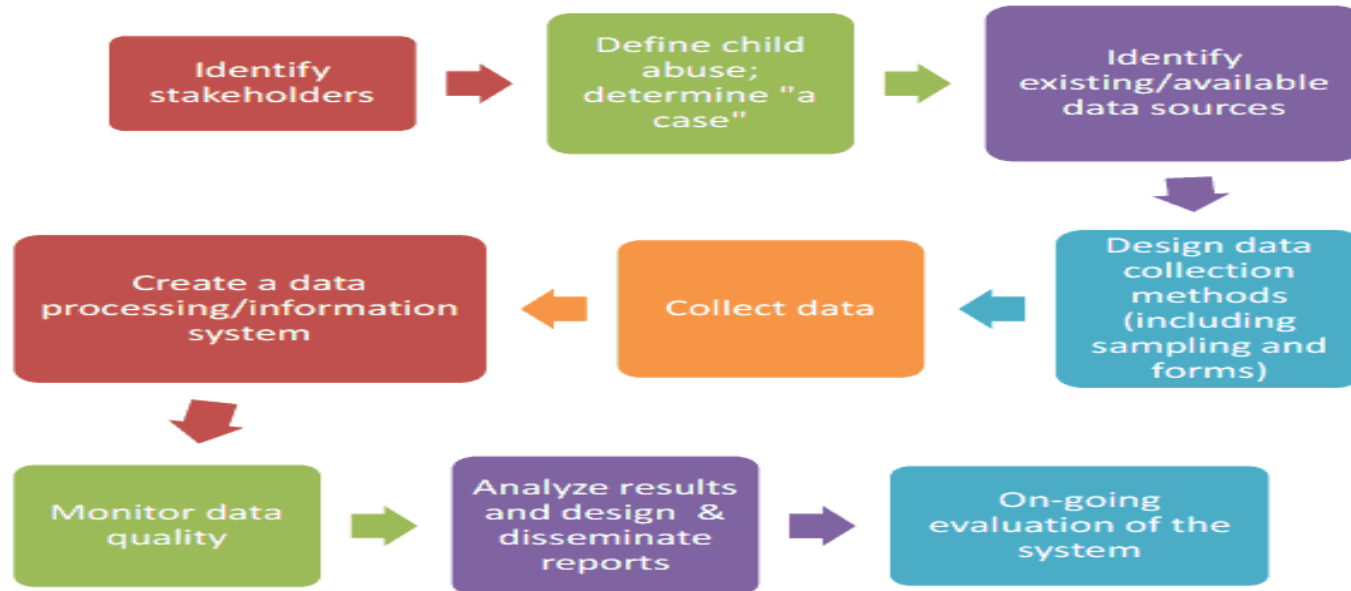 Identify
stakeholders
Define child
abuse;
determine "a
case"
Identify
existing/available
data sources
Design data
collection
methods
(including
sampling and
forms)
Collect data
Create a data
processing/information
system
Monitor data
quality
Analyze results
and design & 
disseminate
reports
On-going
evaluation of the
system